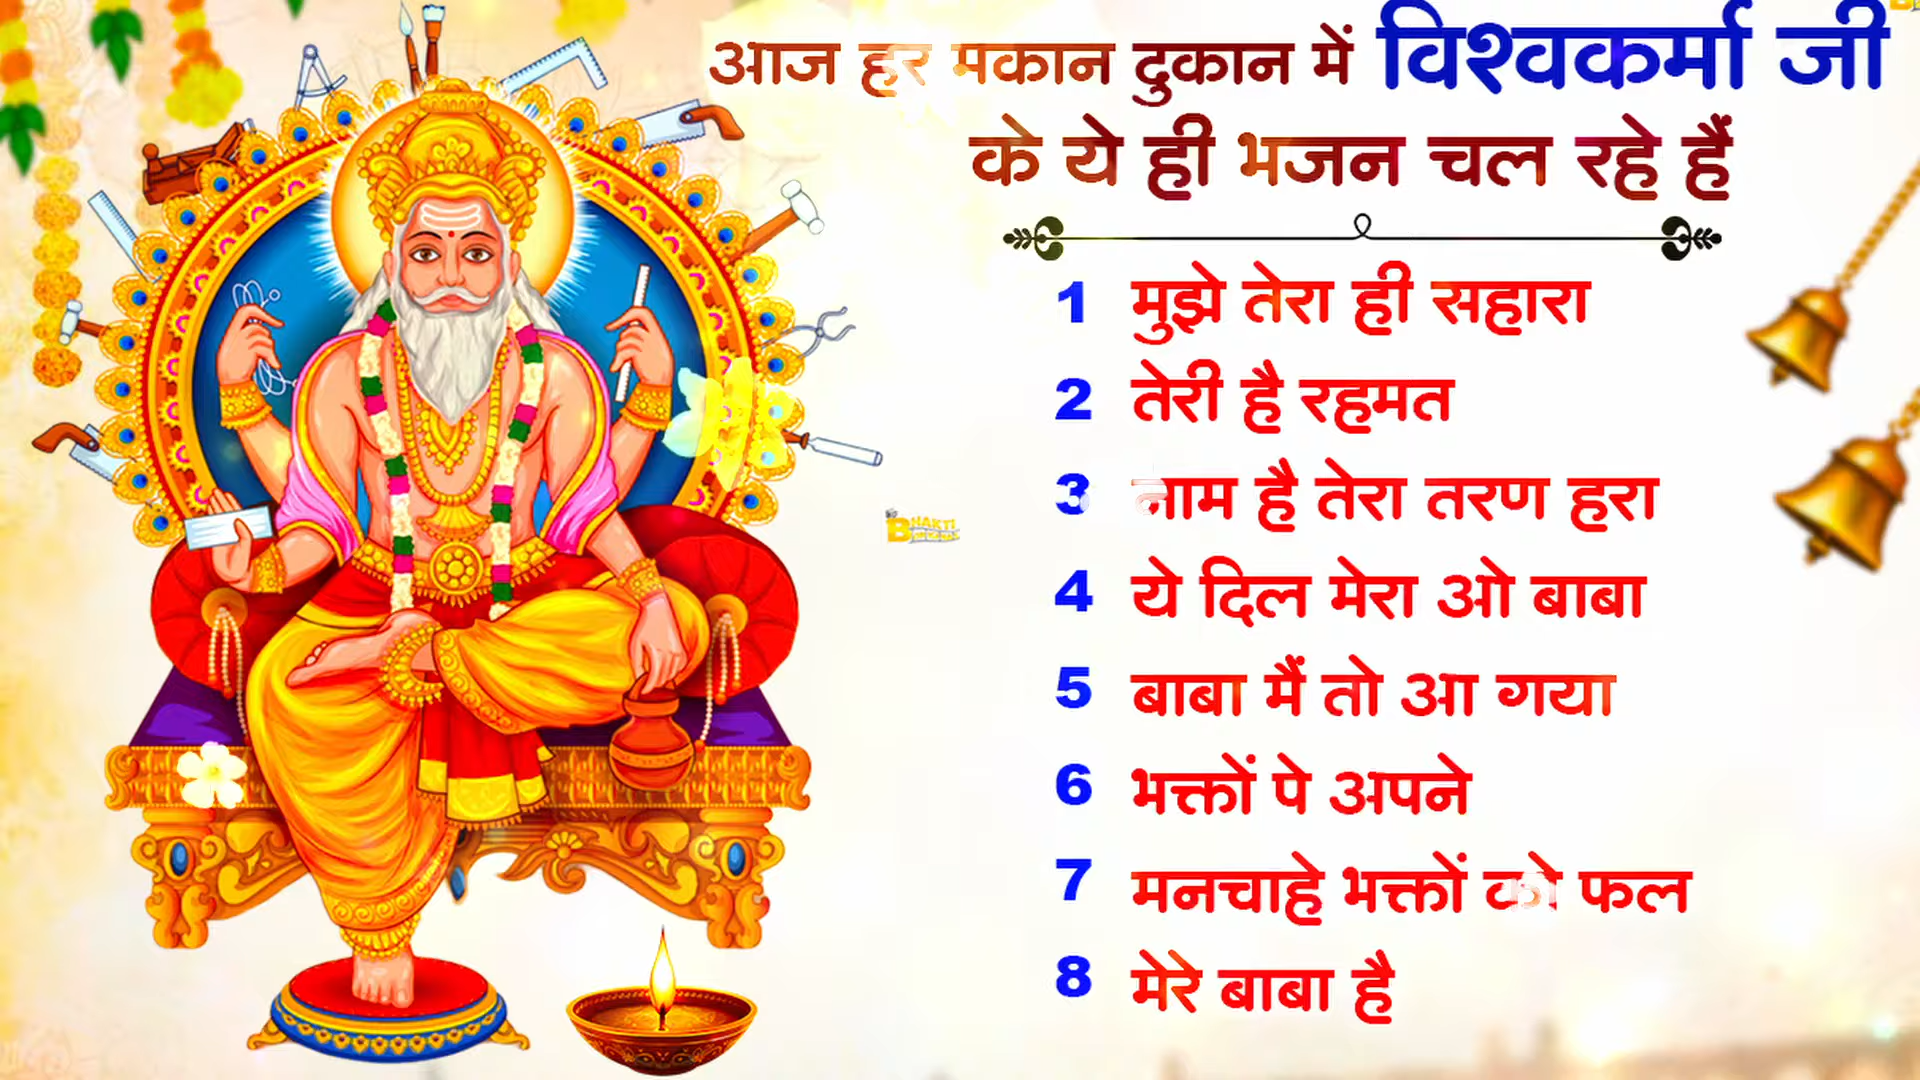 आज हर मकान दुकान में विश्वकर्मा जी
के ये ही भजन चल रहे हैं
1 मुझे तेरा ही सहारा
2 तेरी है रहमत
3 नाम है तेरा तरण हरा
4 ये दिल मेरा ओ बाबा
5 बाबा मैं तो आ गया
6 भक्तों पे अपने
7 मनचाहे भक्तों को फल
8 मेरे बाबा है
BHAKTI